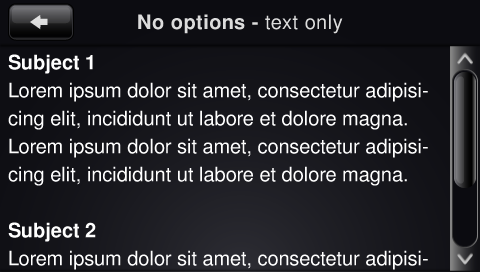 No options - text only
Subject 1
Lorem ipsum dolor sit amet, consectetur adipisi-
cing elit, incididunt ut labore et dolore magna.
Lorem ipsum dolor sit amet, consectetur adipisi-
cing elit, incididunt ut labore et dolore magna.
Subject 2
Lorem ipsum dolor sit amet, consectetur adipisi-